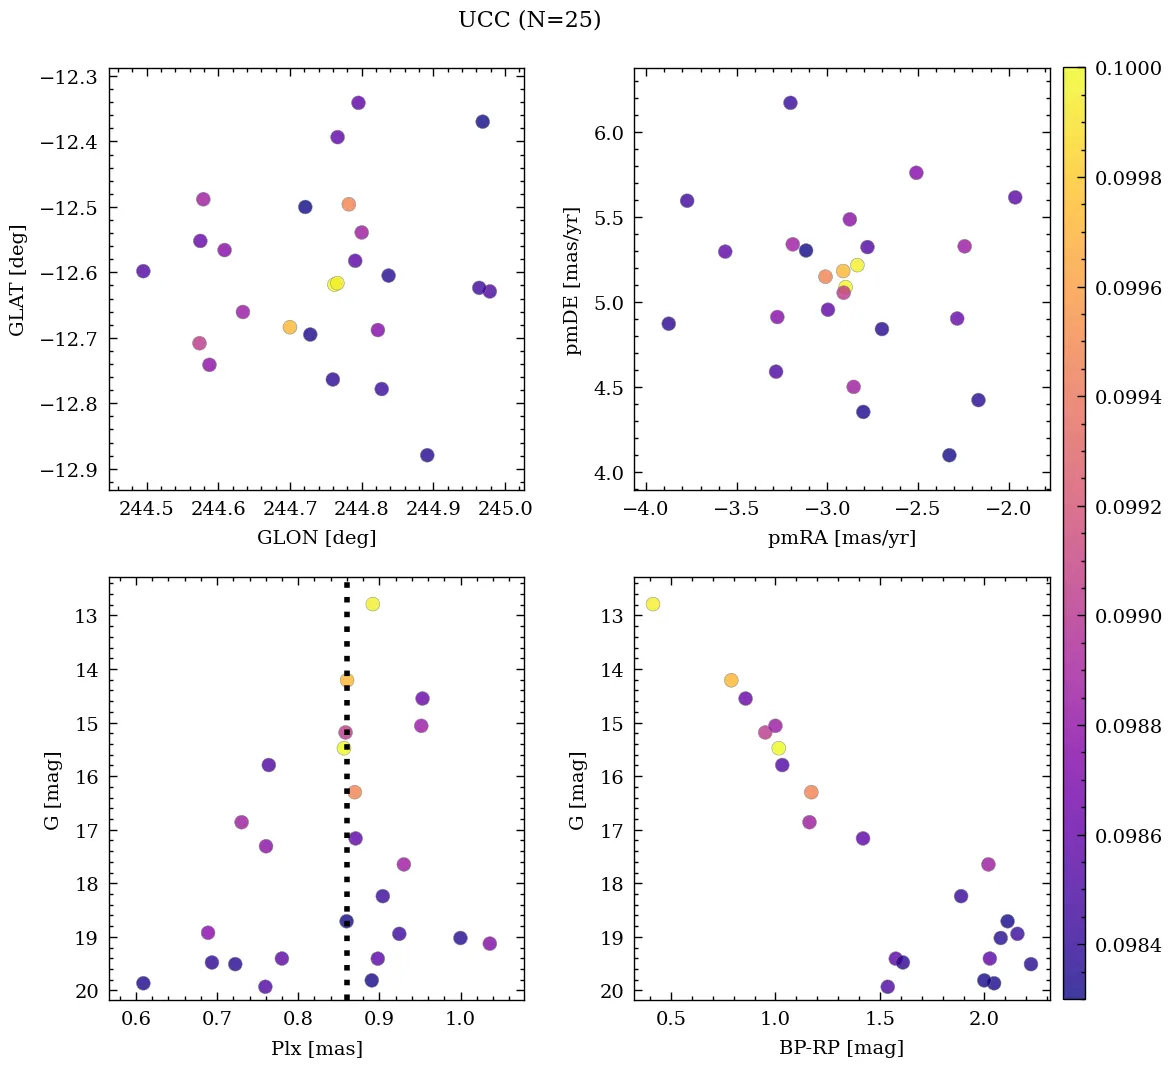 UCC (N=25)
−12.3
−12.4
−12.5
−12.6
−12.7
−12.8
−12.9
GLAT [deg]
244.5 244.6 244.7 244.8 244.9 245.0
GLON [deg]
6.0
5.5
5.0
4.5
4.0
pmDE [mas/yr]
−4.0 −3.5 −3.0 −2.5 −2.0
pmRA [mas/yr]
13
14
15
16
17
18
19
20
G [mag]
0.6 0.7 0.8 0.9 1.0
Plx [mas]
13
14
15
16
17
18
19
20
G [mag]
0.5 1.0 1.5 2.0
BP-RP [mag]
0.1000
0.0998
0.0996
0.0994
0.0992
0.0990
0.0988
0.0986
0.0984